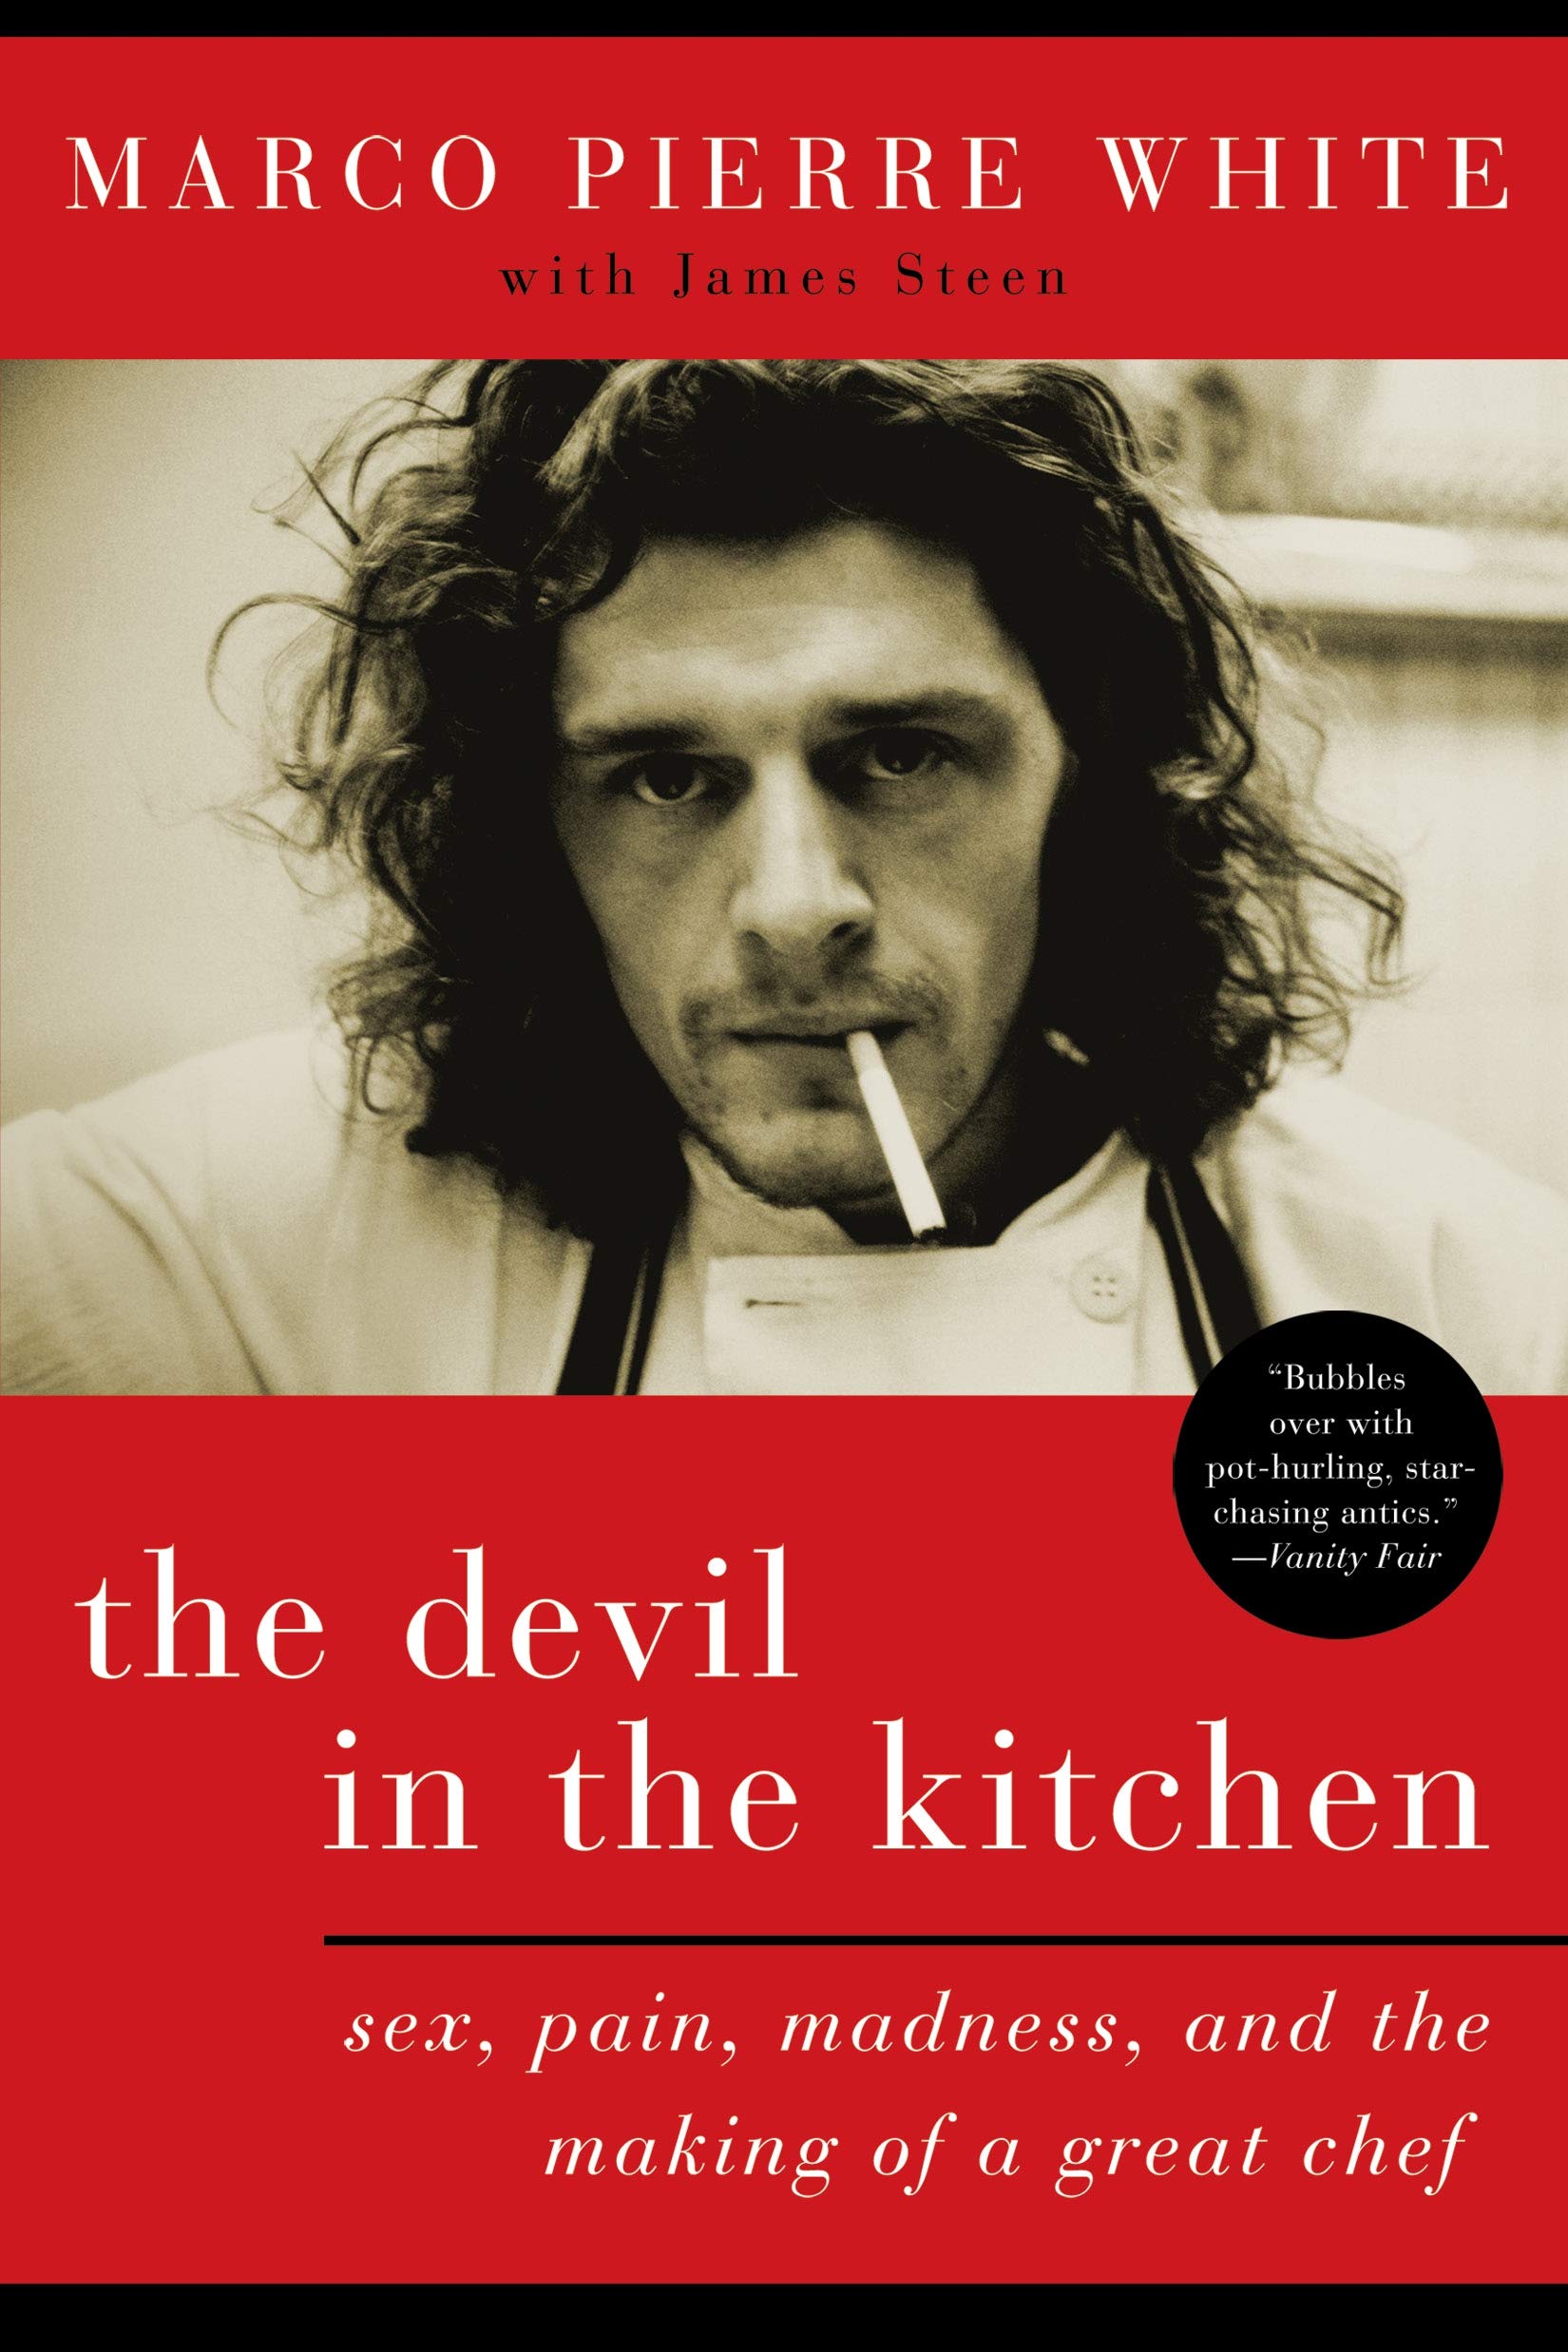 MARCO PIERRE WHITE
with James Steen
“Bubbles
over with
pot-hurling, star-
chasing antics.”
—Vanity Fair
the devil
in the kitchen
sex, pain, madness, and the
making of a great chef